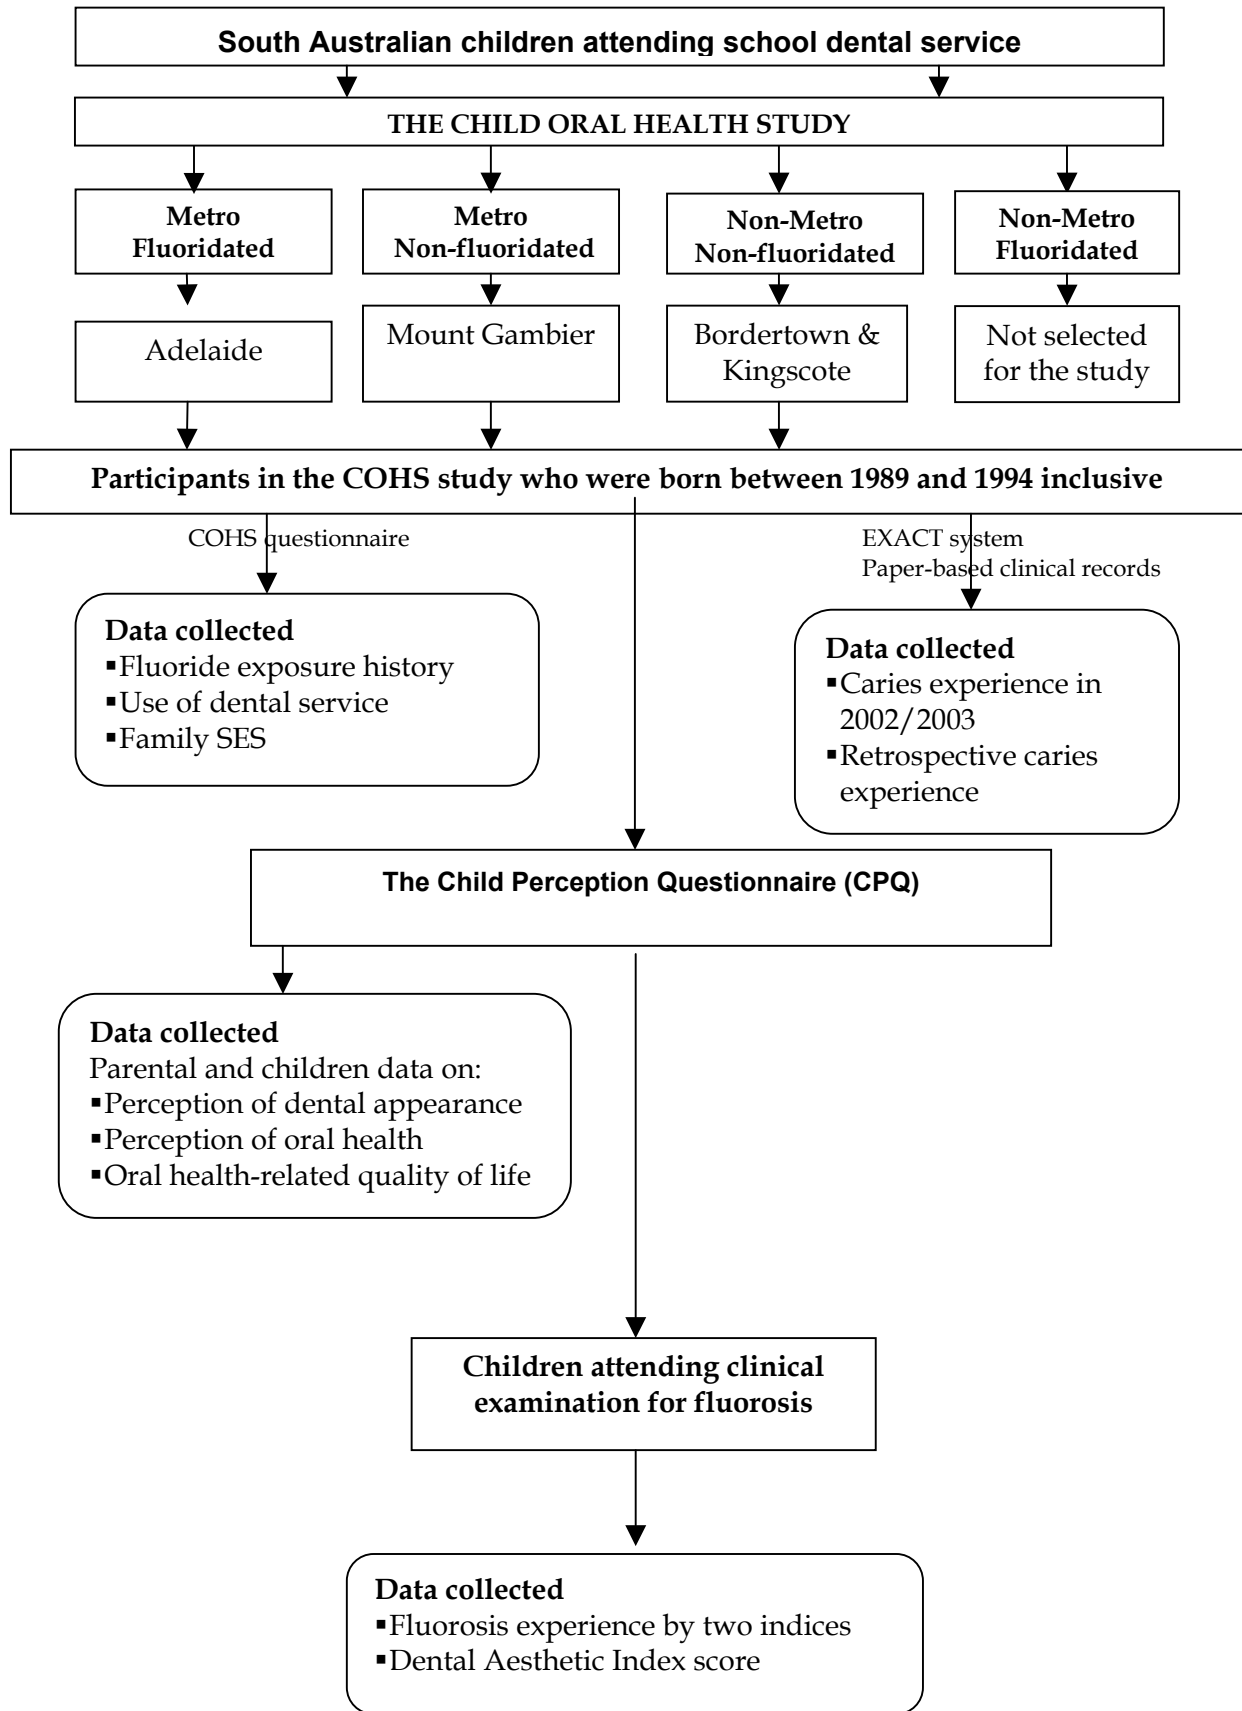 South Australian children attending school dental service
THE CHILD ORAL HEALTH STUDY
Metro
Fluoridated
Metro
Non-fluoridated
Non-Metro
Non-fluoridated
Non-Metro
Fluoridated
Adelaide
Mount Gambier
Bordertown &
Kingscote
Not selected
for the study
Participants in the COHS study who were born between 1989 and 1994 inclusive
COHS questionnaire
EXACT system
Paper-based clinical records
Data collected
▪Fluoride exposure history
▪Use of dental service
▪Family SES
Data collected
▪Caries experience in
2002/2003
▪Retrospective caries
experience
The Child Perception Questionnaire (CPQ)
Data collected
Parental and children data on:
▪Perception of dental appearance
▪Perception of oral health
▪Oral health-related quality of life
Children attending clinical
examination for fluorosis
Data collected
▪Fluorosis experience by two indices
▪Dental Aesthetic Index score